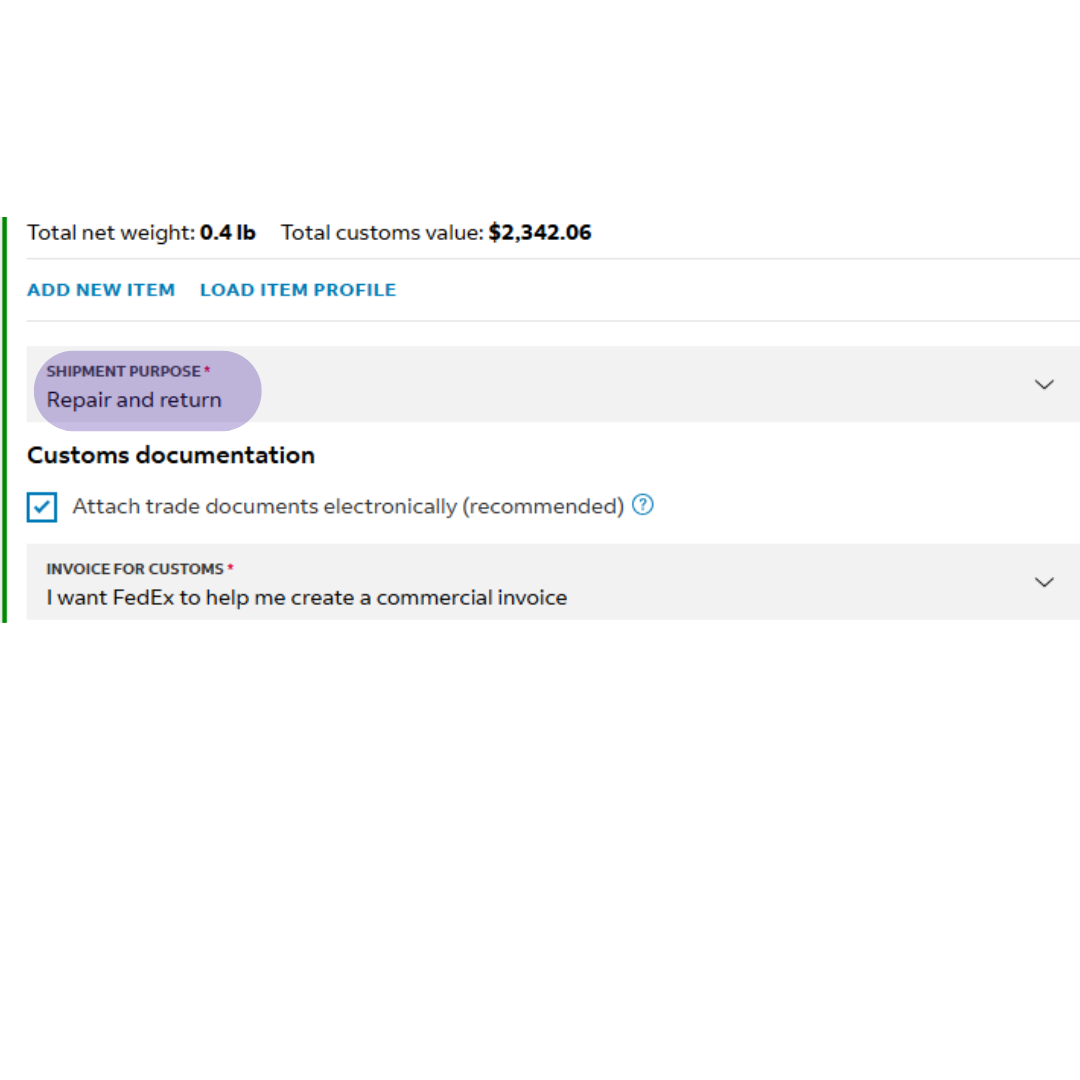 Total net weight: 0.4 lb Total customs value: $2,342.06
ADD NEW ITEM LOAD ITEM PROFILE
SHIPMENT PURPOSE *
Repair and return
Customs documentation
Attach trade documents electronically (recommended) ?
INVOICE FOR CUSTOMS *
I want FedEx to help me create a commercial invoice